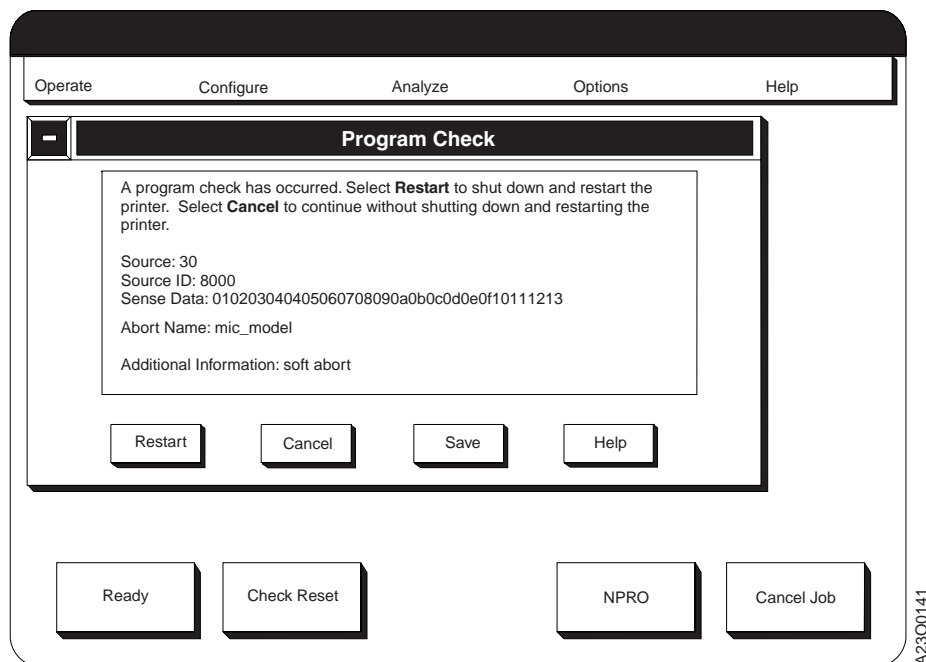 Operate Configure Analyze Options Help
Program Check
A program check has occurred. Select Restart to shut down and restart the
printer. Select Cancel to continue without shutting down and restarting the
printer.
Source: 30
Source ID: 8000
Sense Data: 010203040405060708090a0b0c0d0e0f10111213
Abort Name: mic_model
Additional Information: soft abort
Restart Cancel Save Help
Ready Check Reset NPRO Cancel Job
A23O0141